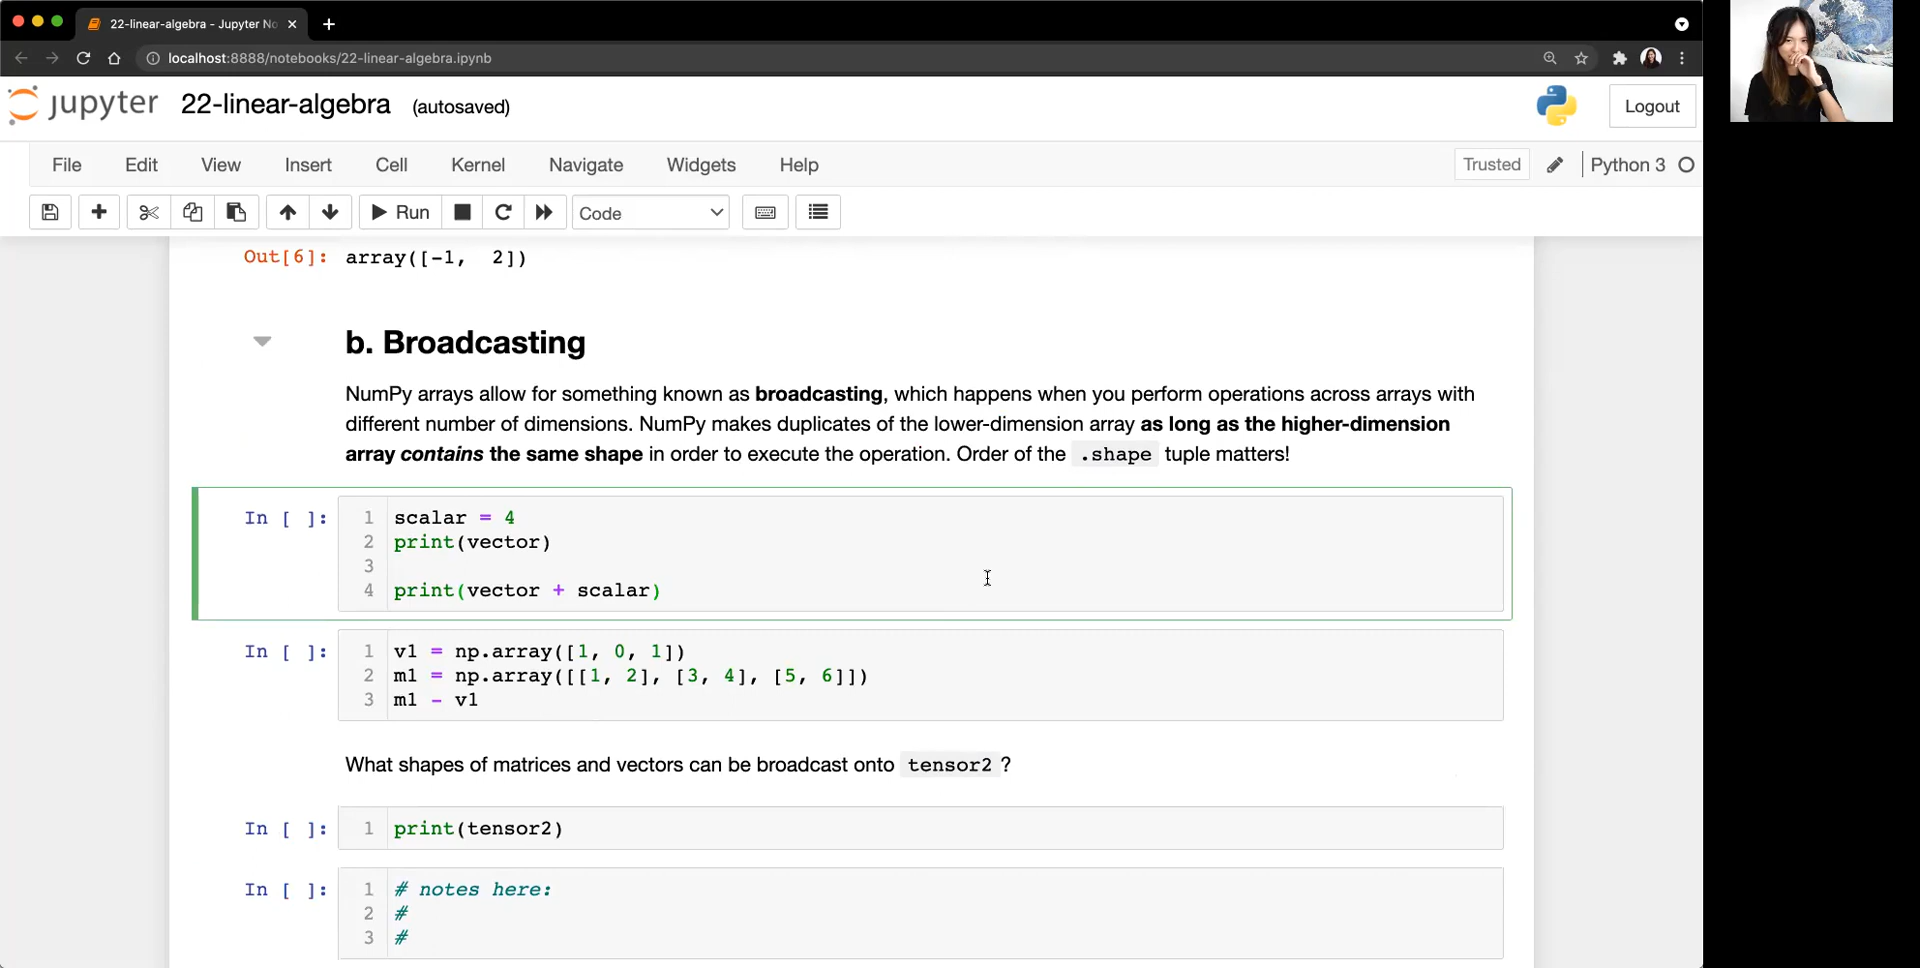 22-linear-algebra - Jupyter No
localhost:8888/notebooks/22-linear-algebra.ipynb
jupyter 22-linear-algebra (autosaved)
Logout
File Edit View Insert Cell Kernel Navigate Widgets Help
Trusted
Python 3
Run
Code
Out[6]: array([-1,  2])
b. Broadcasting
NumPy arrays allow for something known as broadcasting, which happens when you perform operations across arrays with
different number of dimensions. NumPy makes duplicates of the lower-dimension array as long as the higher-dimension
array contains the same shape in order to execute the operation. Order of the .shape tuple matters!
In [ ]: 1 scalar = 4
2 print(vector)
3
4 print(vector + scalar)
In [ ]: 1 v1 = np.array([1, 0, 1])
2 m1 = np.array([[1, 2], [3, 4], [5, 6]])
3 m1 - v1
What shapes of matrices and vectors can be broadcast onto tensor2 ?
In [ ]: 1 print(tensor2)
In [ ]: 1 # notes here:
2 #
3 #